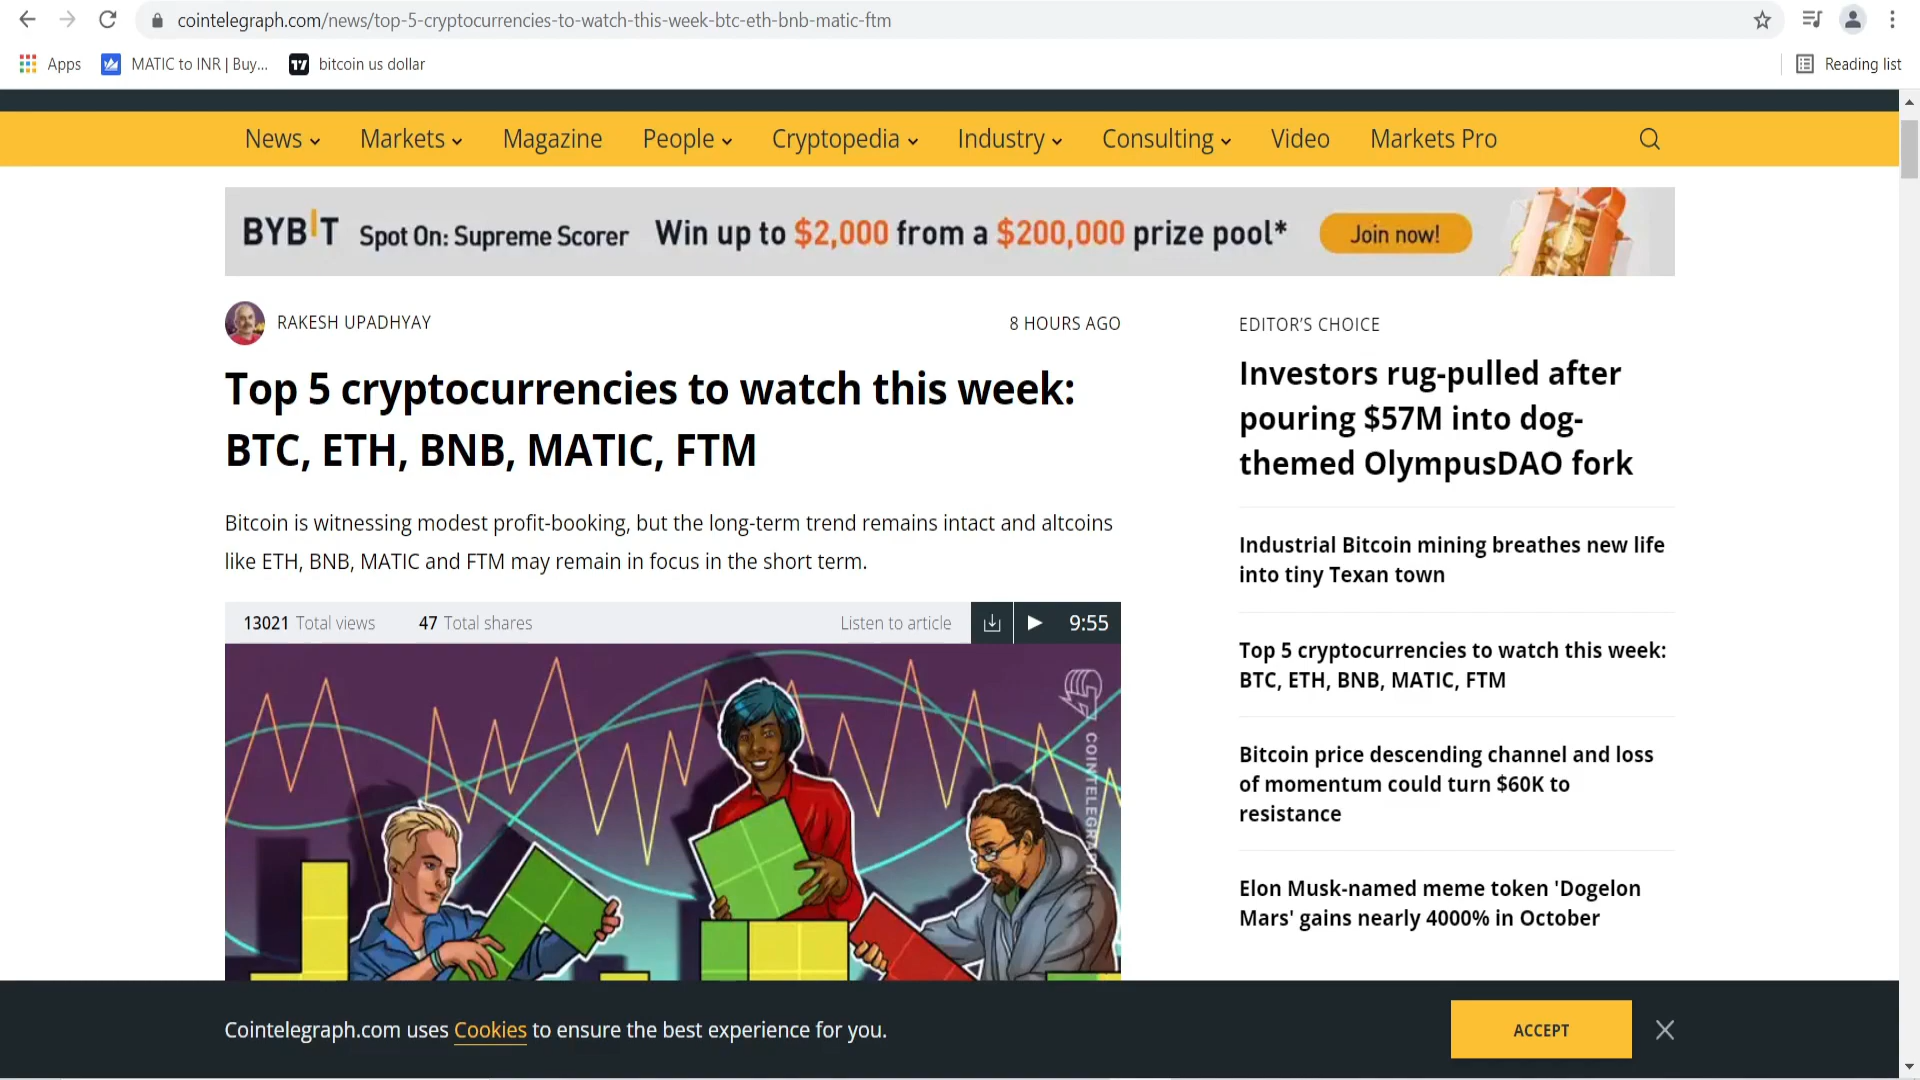 cointelegraph.com/news/top-5-cryptocurrencies-to-watch-this-week-btc-eth-bnb-matic-ftm
Apps MATIC to INR | Buy... bitcoin us dollar Reading list
News Markets Magazine People Cryptopedia Industry Consulting Video Markets Pro
BYBIT Spot On: Supreme Scorer Win up to $2,000 from a $200,000 prize pool* Join now!
RAKESH UPADHYAY 8 HOURS AGO
Top 5 cryptocurrencies to watch this week:
BTC, ETH, BNB, MATIC, FTM
Bitcoin is witnessing modest profit-booking, but the long-term trend remains intact and altcoins
like ETH, BNB, MATIC and FTM may remain in focus in the short term.
13021 Total views 47 Total shares Listen to article 9:55
COINTELEGRAPH
EDITOR'S CHOICE
Investors rug-pulled after
pouring $57M into dog-
themed OlympusDAO fork
Industrial Bitcoin mining breathes new life
into tiny Texan town
Top 5 cryptocurrencies to watch this week:
BTC, ETH, BNB, MATIC, FTM
Bitcoin price descending channel and loss
of momentum could turn $60K to
resistance
Elon Musk-named meme token 'Dogelon
Mars' gains nearly 4000% in October
Cointelegraph.com uses Cookies to ensure the best experience for you.
ACCEPT